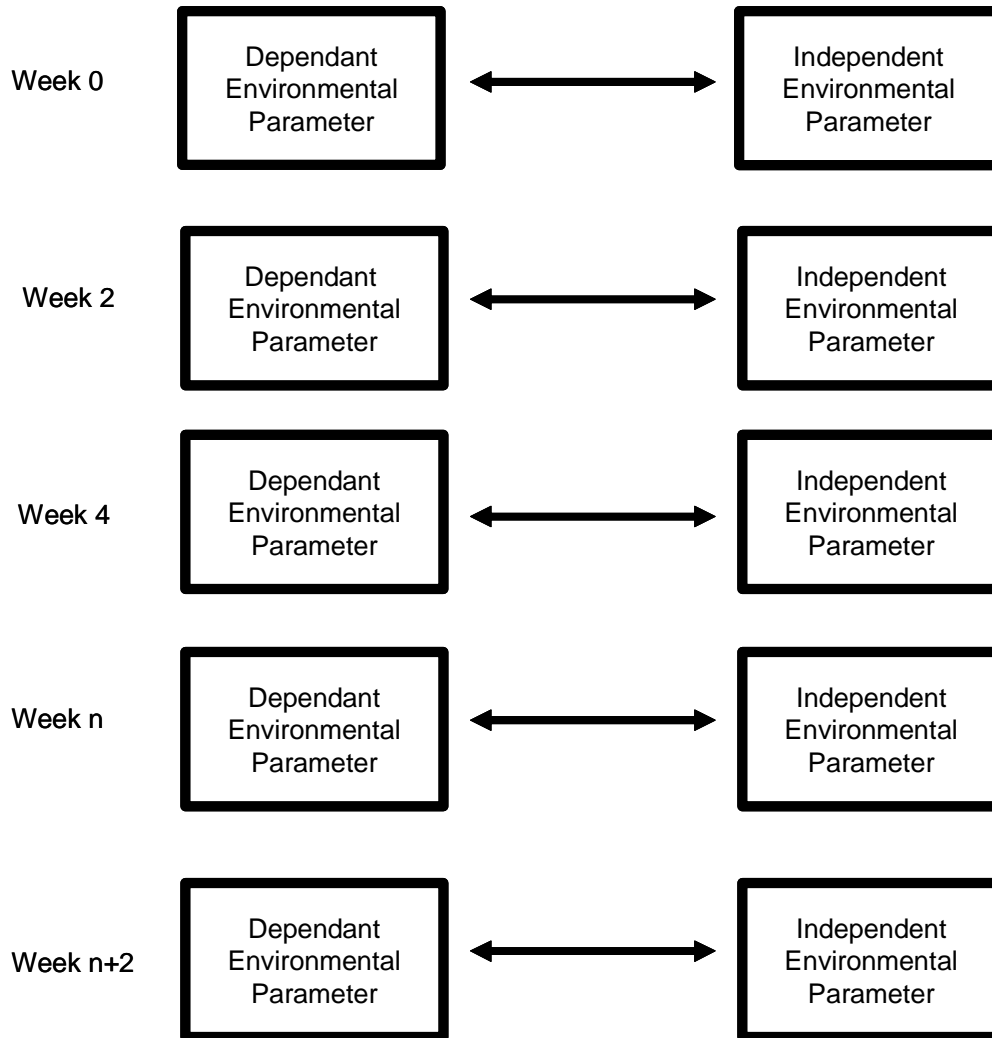 Week 0
Dependant
Environmental
Parameter
Independent
Environmental
Parameter
Week 2
Dependant
Environmental
Parameter
Independent
Environmental
Parameter
Week 4
Dependant
Environmental
Parameter
Independent
Environmental
Parameter
Week n
Dependant
Environmental
Parameter
Independent
Environmental
Parameter
Week n+2
Dependant
Environmental
Parameter
Independent
Environmental
Parameter